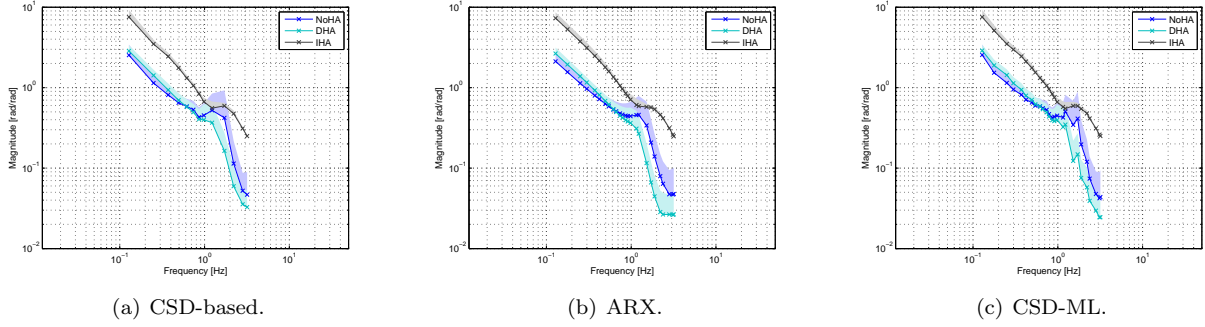 NoHA
DHA
IHA
Magnitude [rad/rad]
10^1
10^0
10^-1
10^-2
10^-1
10^0
10^1
Frequency [Hz]
(a) CSD-based.
NoHA
DHA
IHA
Magnitude [rad/rad]
10^1
10^0
10^-1
10^-2
10^-1
10^0
10^1
Frequency [Hz]
(b) ARX.
NoHA
DHA
IHA
Magnitude [rad/rad]
10^1
10^0
10^-1
10^-2
10^-1
10^0
10^1
Frequency [Hz]
(c) CSD-ML.